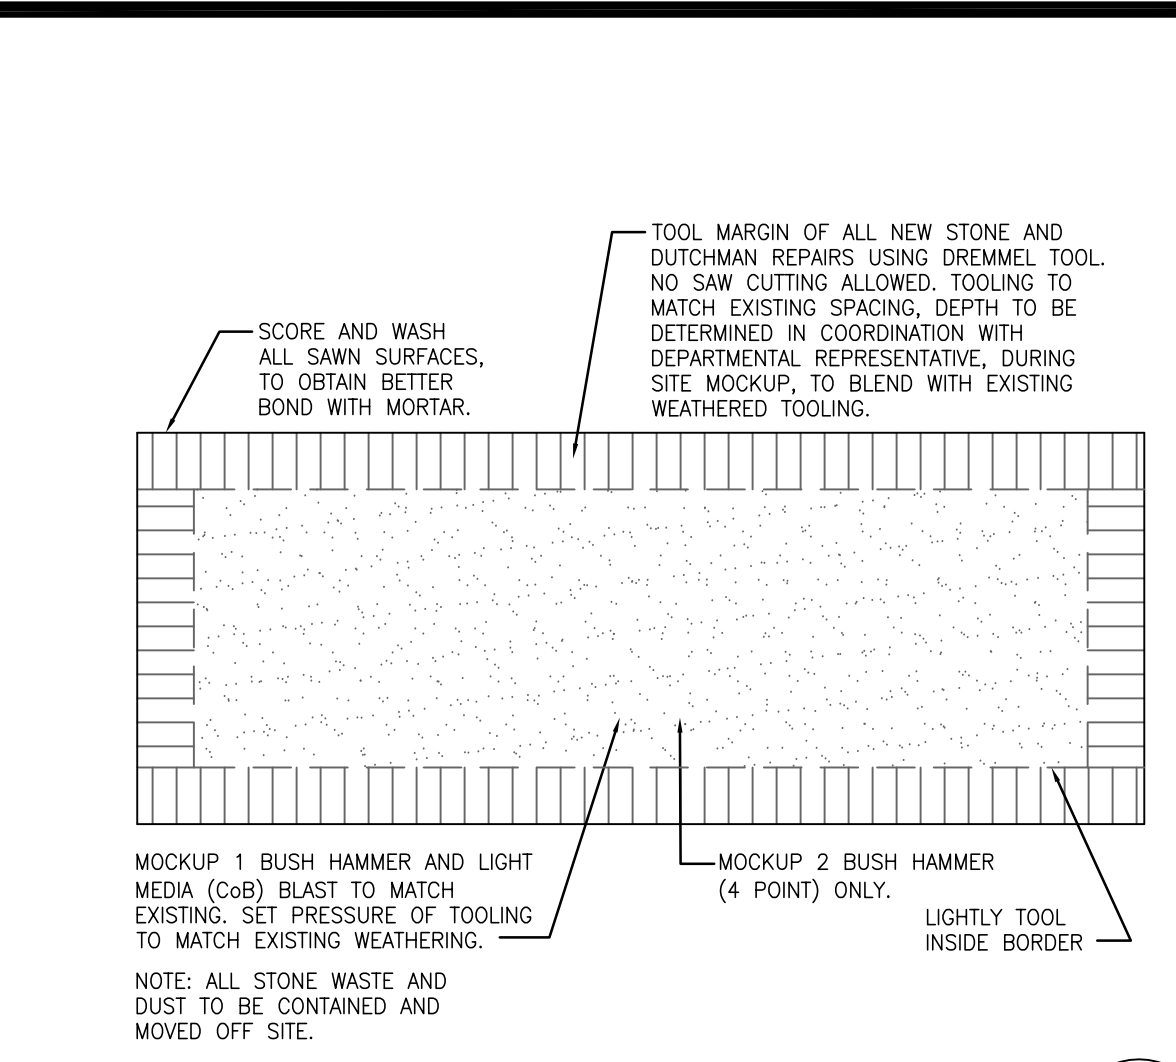 TOOL MARGIN OF ALL NEW STONE AND
DUTCHMAN REPAIRS USING DREMMEL TOOL.
NO SAW CUTTING ALLOWED. TOOLING TO
MATCH EXISTING SPACING, DEPTH TO BE
DETERMINED IN COORDINATION WITH
DEPARTMENTAL REPRESENTATIVE, DURING
SITE MOCKUP, TO BLEND WITH EXISTING
WEATHERED TOOLING.
SCORE AND WASH
ALL SAWN SURFACES,
TO OBTAIN BETTER
BOND WITH MORTAR.
MOCKUP 1 BUSH HAMMER AND LIGHT
MEDIA (CoB) BLAST TO MATCH
EXISTING. SET PRESSURE OF TOOLING
TO MATCH EXISTING WEATHERING.
MOCKUP 2 BUSH HAMMER
(4 POINT) ONLY.
LIGHTLY TOOL
INSIDE BORDER
NOTE: ALL STONE WASTE AND
DUST TO BE CONTAINED AND
MOVED OFF SITE.